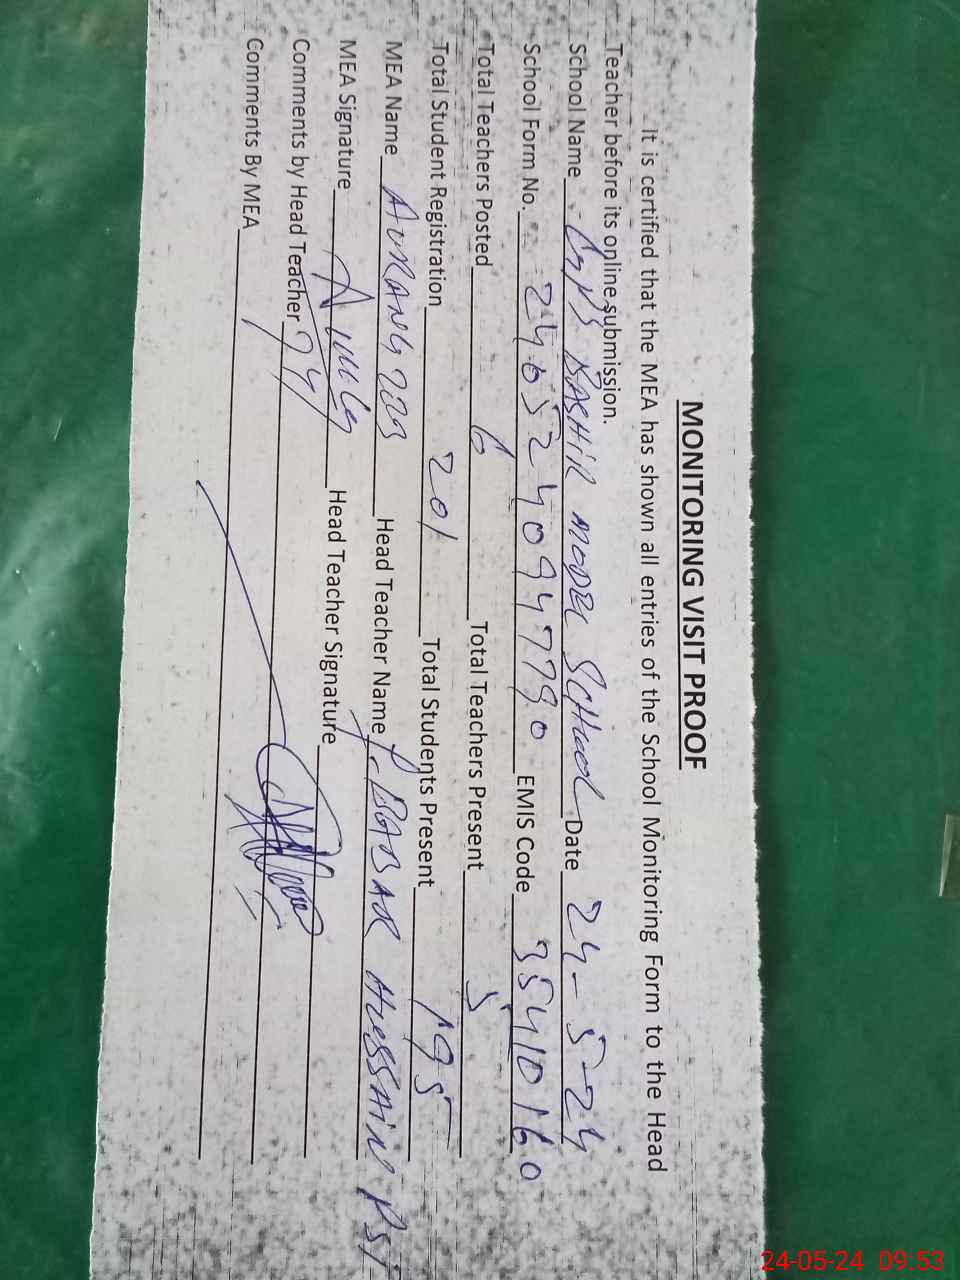 MONITORING VISIT PROOF
It is certified that the MEA has shown all entries of the School Monitoring Form to the Head
Teacher before its online submission.
School Name GPS BASHIR MODEL SCHOOL Date 24-5-24
School Form No. 2405240947790 EMIS Code 35410160
Total Teachers Posted 6 Total Teachers Present 5
Total Student Registration 201 Total Students Present 195
MEA Name AURANGZEB Head Teacher Name BABAR HUSSAIN PST
MEA Signature Head Teacher Signature
Comments by Head Teacher
Comments By MEA
24-05-24 09:53